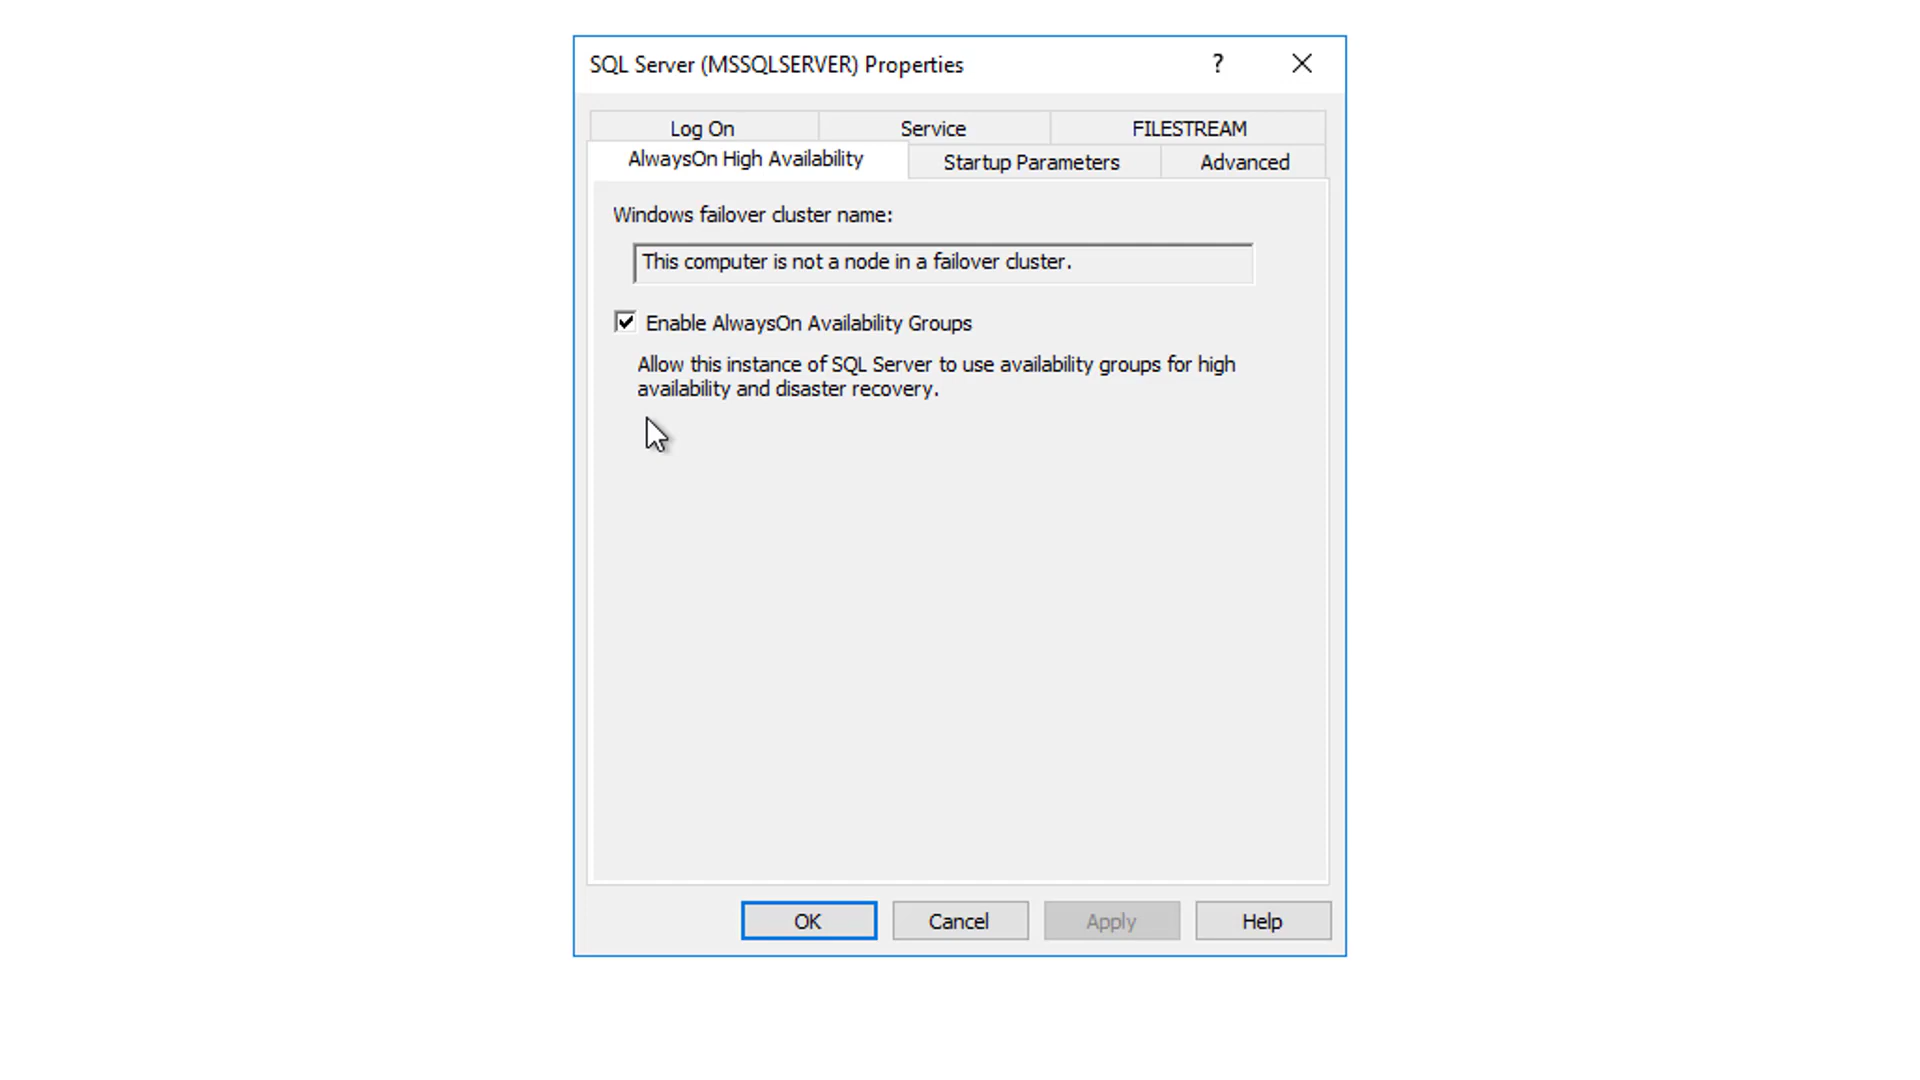 SQL Server (MSSQLSERVER) Properties
?
Log On
Service
FILESTREAM
AlwaysOn High Availability
Startup Parameters
Advanced
Windows failover cluster name:
This computer is not a node in a failover cluster.
Enable AlwaysOn Availability Groups
Allow this instance of SQL Server to use availability groups for high
availability and disaster recovery.
OK
Cancel
Apply
Help